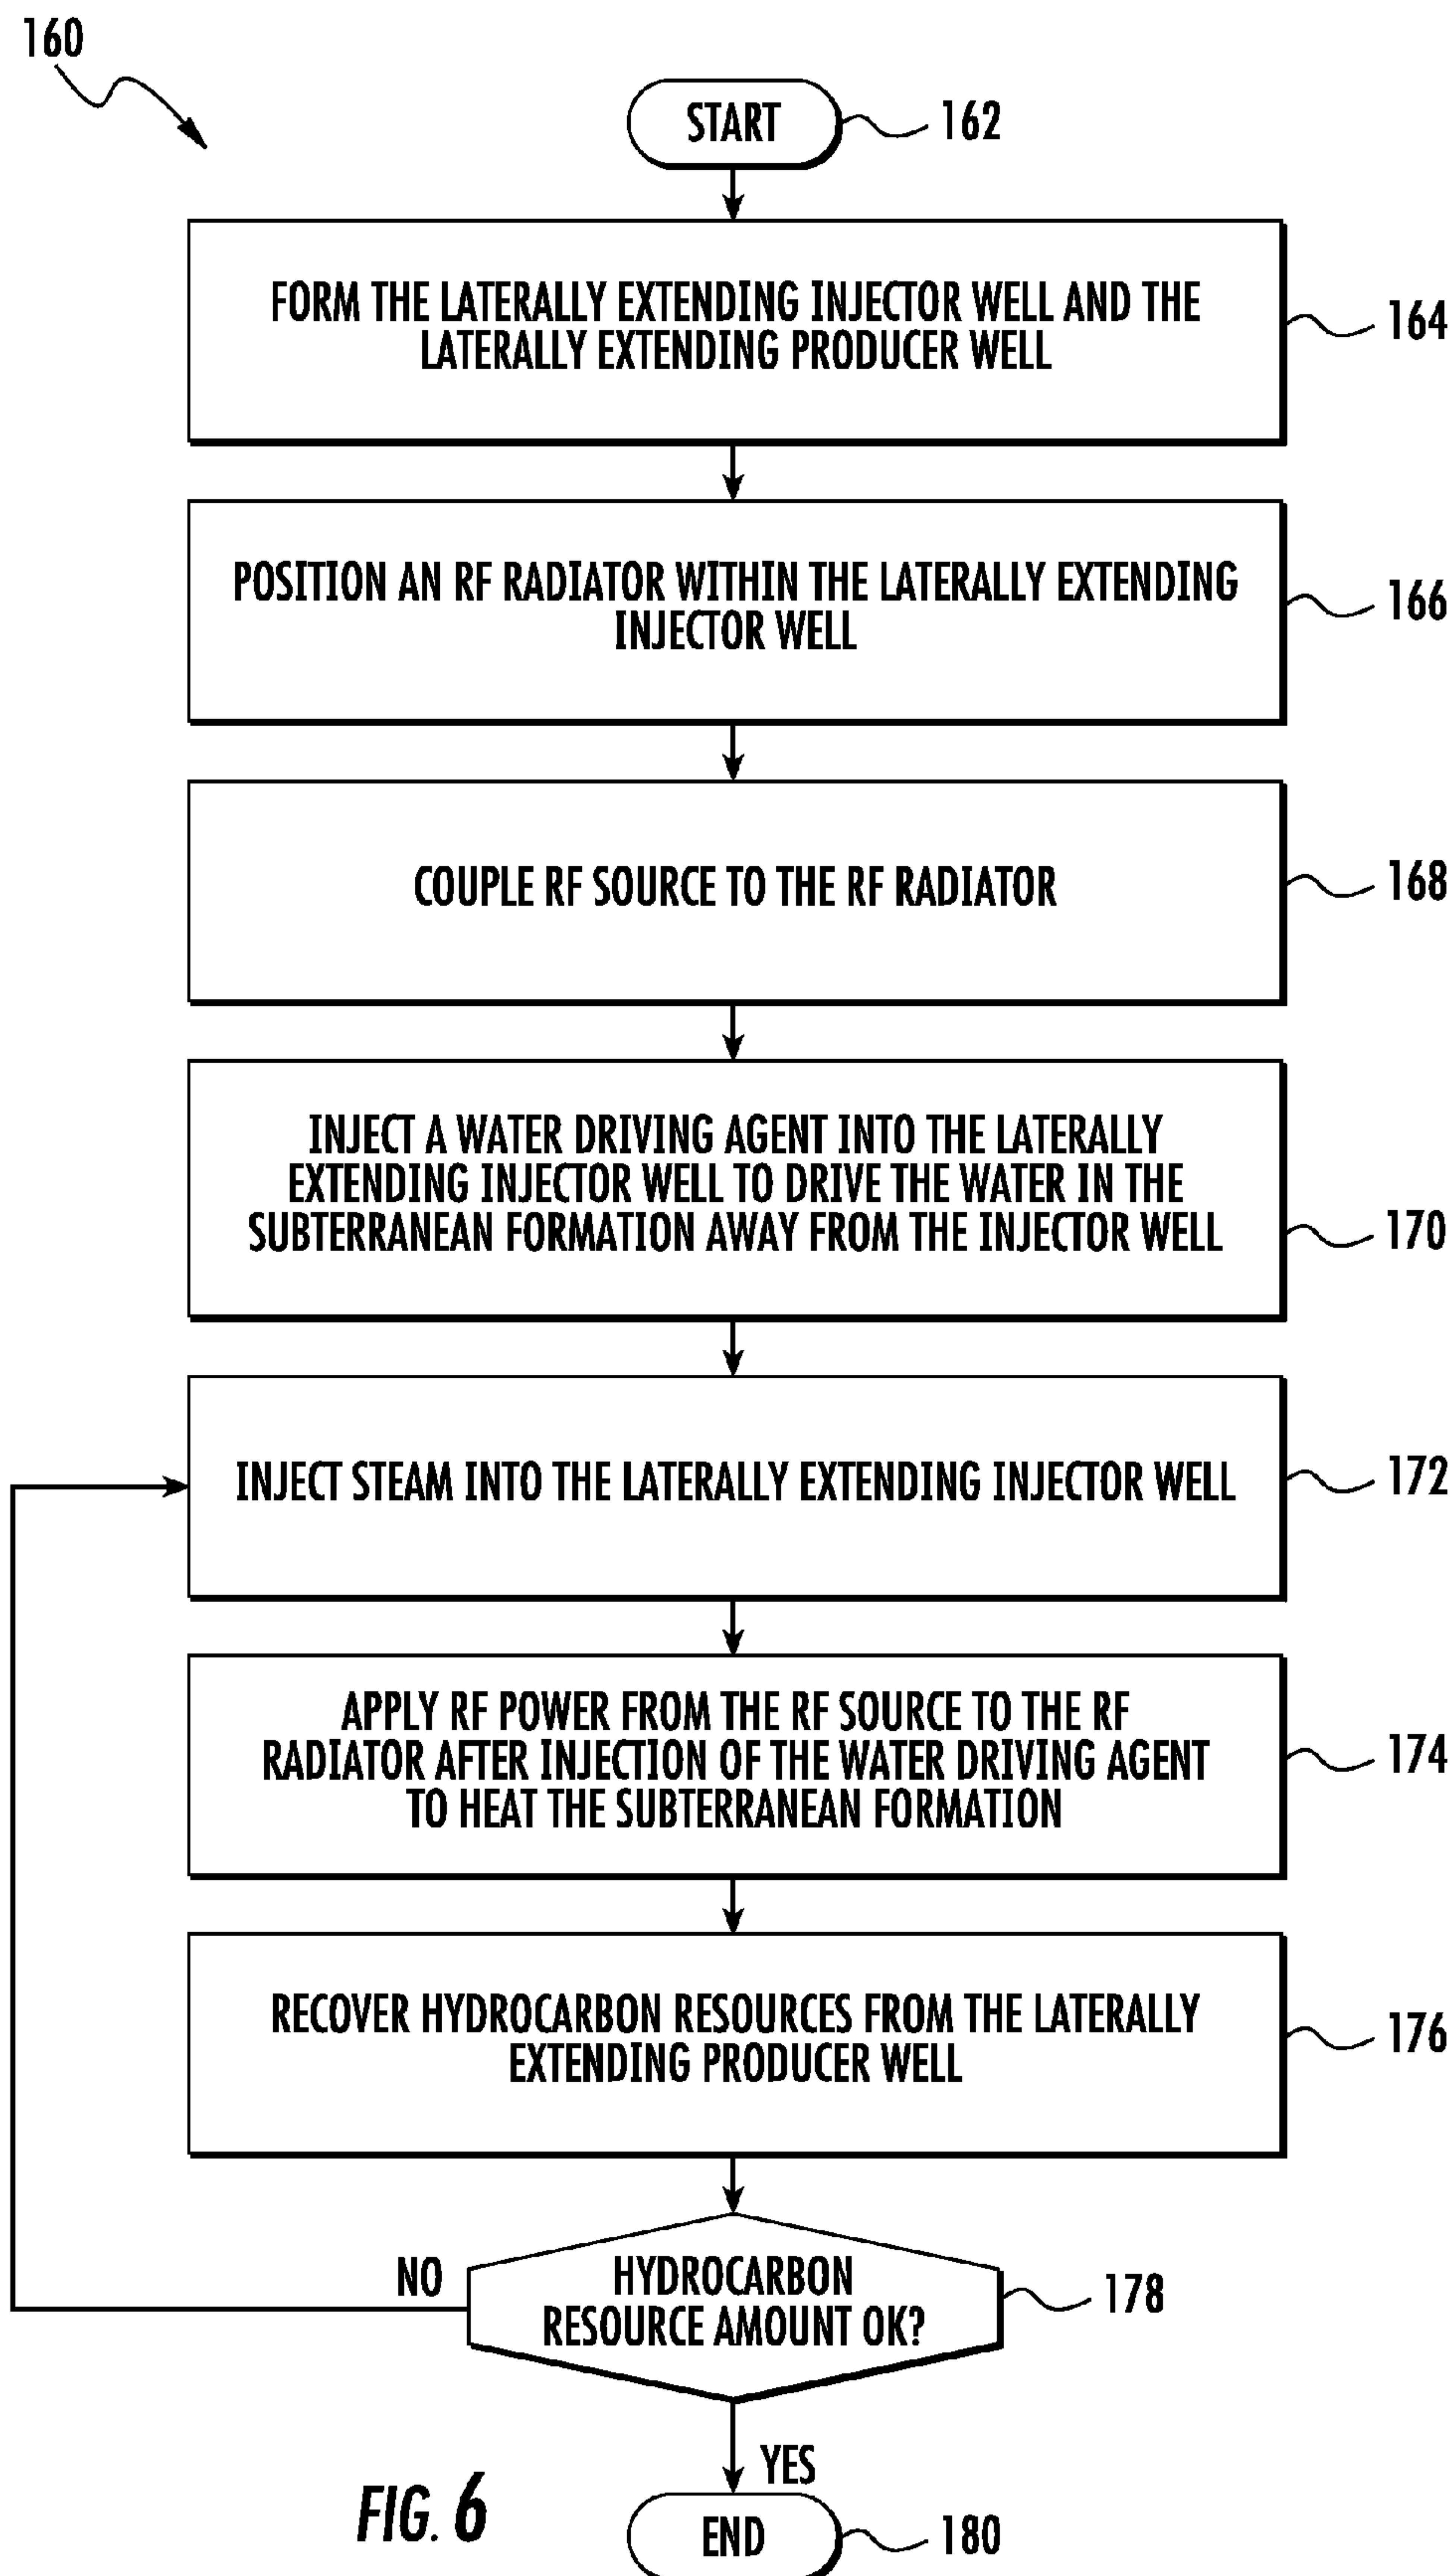 160
START
162
FORM THE LATERALLY EXTENDING INJECTOR WELL AND THE
LATERALLY EXTENDING PRODUCER WELL
164
POSITION AN RF RADIATOR WITHIN THE LATERALLY EXTENDING
INJECTOR WELL
166
COUPLE RF SOURCE TO THE RF RADIATOR
168
INJECT A WATER DRIVING AGENT INTO THE LATERALLY
EXTENDING INJECTOR WELL TO DRIVE THE WATER IN THE
SUBTERRANEAN FORMATION AWAY FROM THE INJECTOR WELL
170
INJECT STEAM INTO THE LATERALLY EXTENDING INJECTOR WELL
172
APPLY RF POWER FROM THE RF SOURCE TO THE RF
RADIATOR AFTER INJECTION OF THE WATER DRIVING AGENT
TO HEAT THE SUBTERRANEAN FORMATION
174
RECOVER HYDROCARBON RESOURCES FROM THE LATERALLY
EXTENDING PRODUCER WELL
176
NO
HYDROCARBON
RESOURCE AMOUNT OK?
178
YES
FIG. 6
END
180